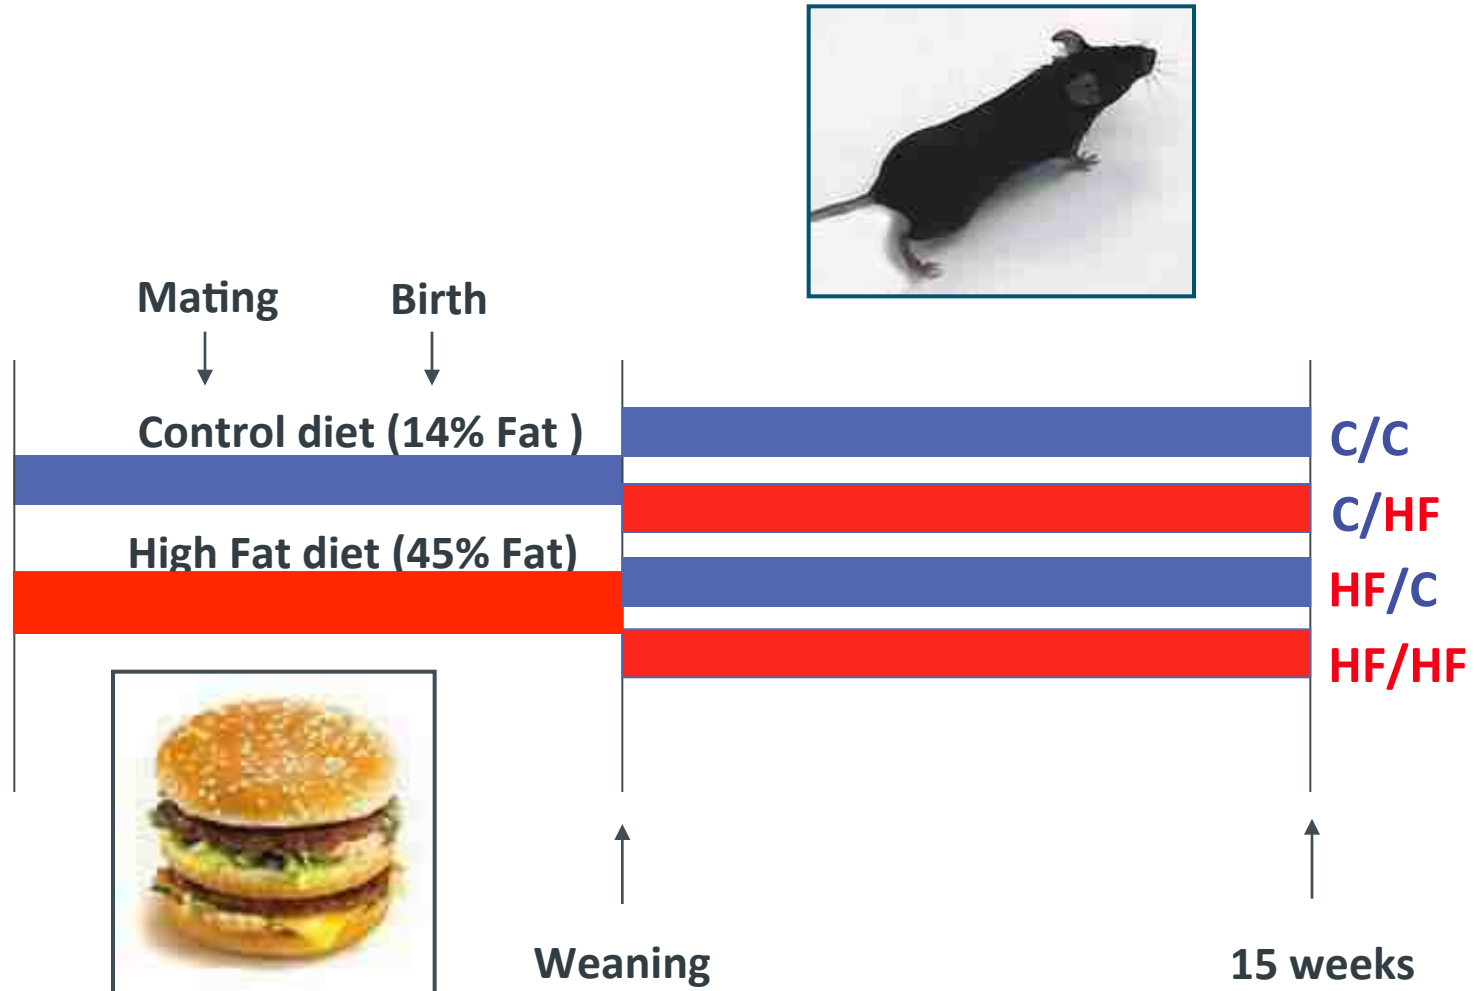 Mating
Birth
Control diet (14% Fat )
C/C
C/HF
High Fat diet (45% Fat)
HF/C
HF/HF
Weaning
15 weeks